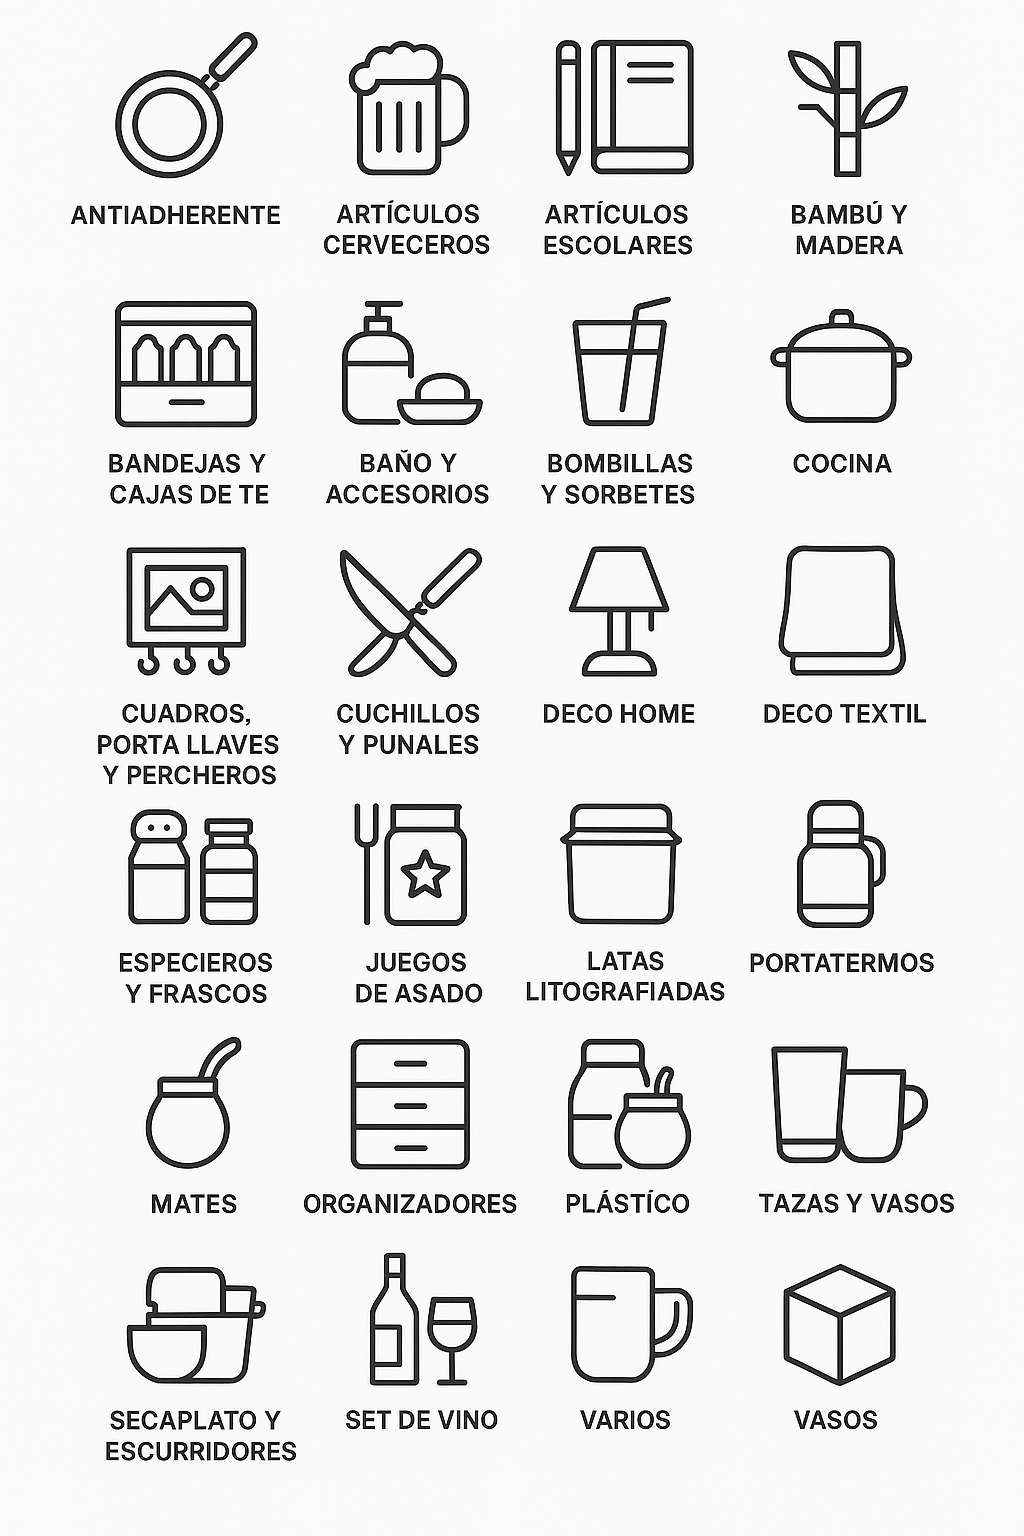 ANTIADHERENTE
ARTÍCULOS
CERVECEROS
ARTÍCULOS
ESCOLARES
BAMBÚ Y
MADERA
BANDEJAS Y
CAJAS DE TE
BAÑO Y
ACCESORIOS
BOMBILLAS
Y SORBETES
COCINA
CUADROS,
PORTA LLAVES
Y PERCHEROS
CUCHILLOS
Y PUNALES
DECO HOME
DECO TEXTIL
ESPECIEROS
Y FRASCOS
JUEGOS
DE ASADO
LATAS
LITOGRAFIADAS
PORTATERMOS
MATES
ORGANIZADORES
PLÁSTÍCO
TAZAS Y VASOS
SECAPLATO Y
ESCURRIDORES
SET DE VINO
VARIOS
VASOS